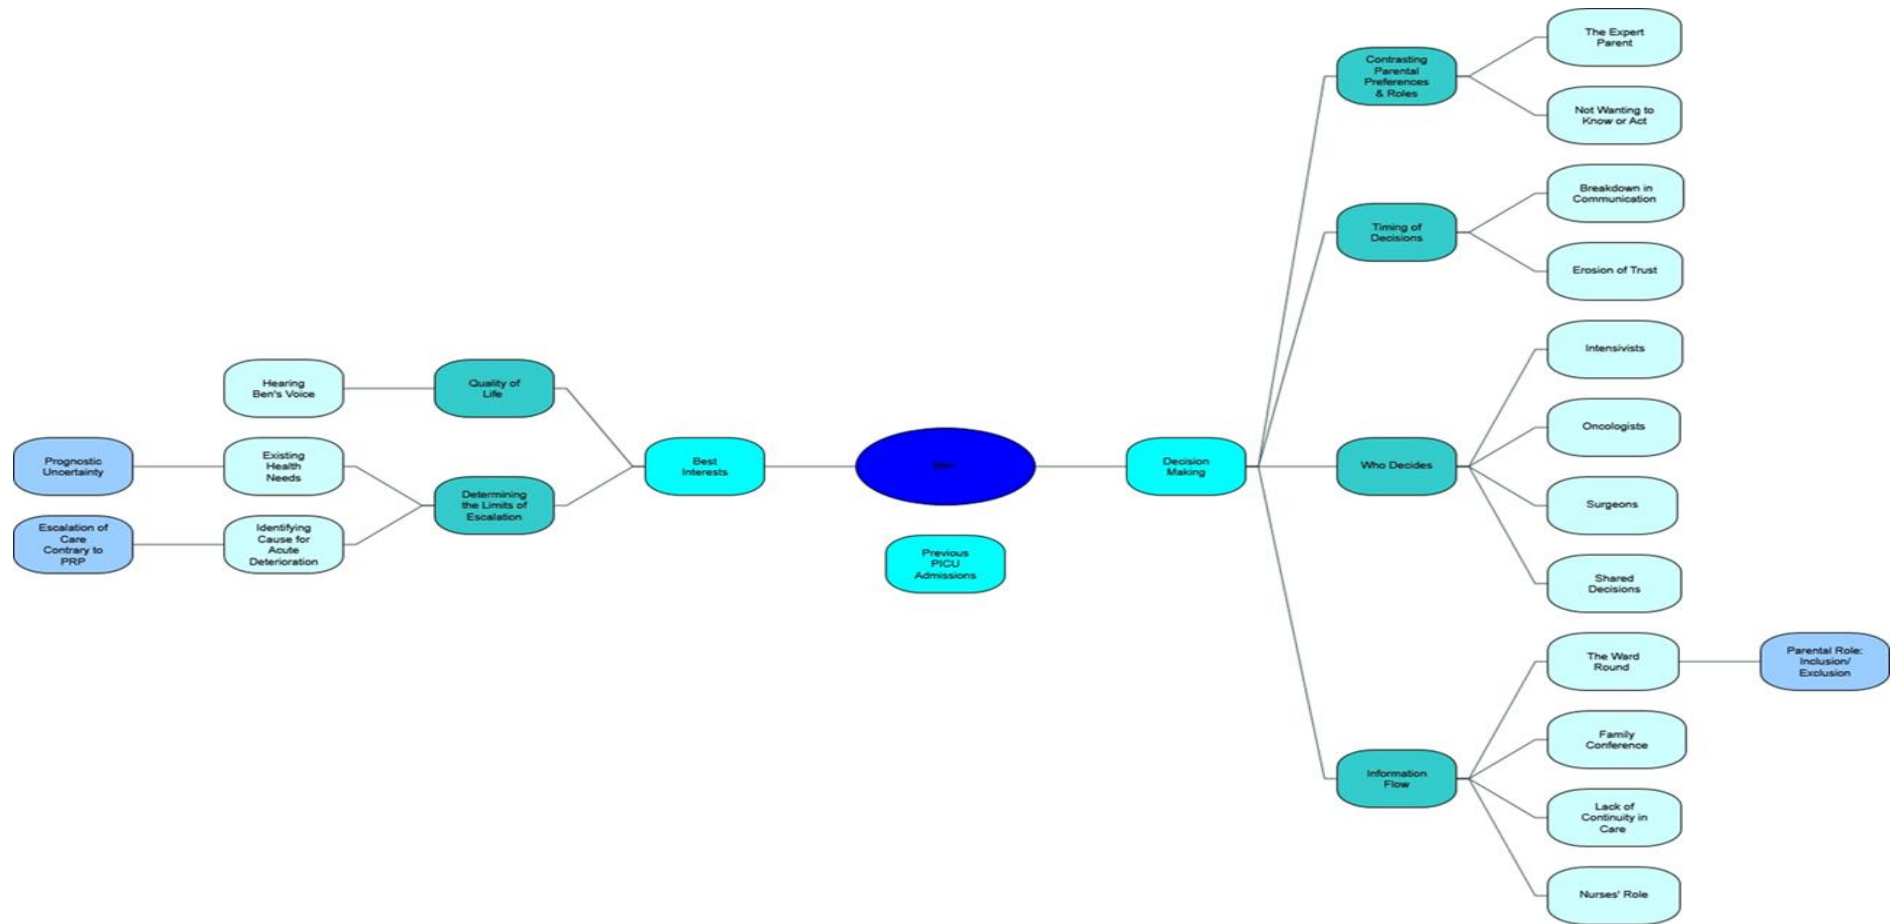 The Expert
Parent
Contrasting
Parental
Preferences
& Roles
Not Wanting to
Know or Act
Breakdown in
Communication
Timing of
Decisions
Erosion of Trust
Intensivists
Hearing
Ben's Voice
Quality of
Life
Oncologists
Prognostic
Uncertainty
Existing
Health
Needs
Best
Interests
Ben
Decision
Making
Who Decides
Determining
the Limits of
Escalation
Surgeons
Escalation of
Care
Contrary to
PRP
Identifying
Cause for
Acute
Deterioration
Previous
PICU
Admissions
Shared
Decisions
The Ward
Round
Parental Role:
Inclusion/
Exclusion
Family
Conference
Information
Flow
Lack of
Continuity in
Care
Nurses' Role